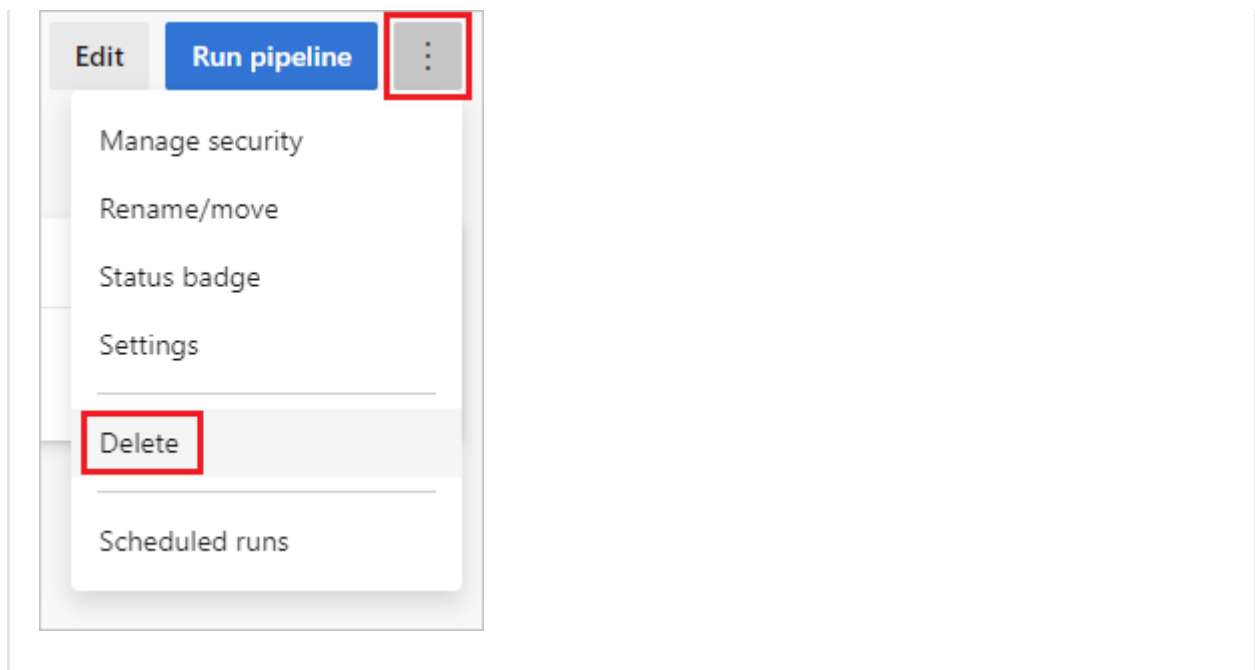 Edit Run pipeline
Manage security
Rename/move
Status badge
Settings
Delete
Scheduled runs